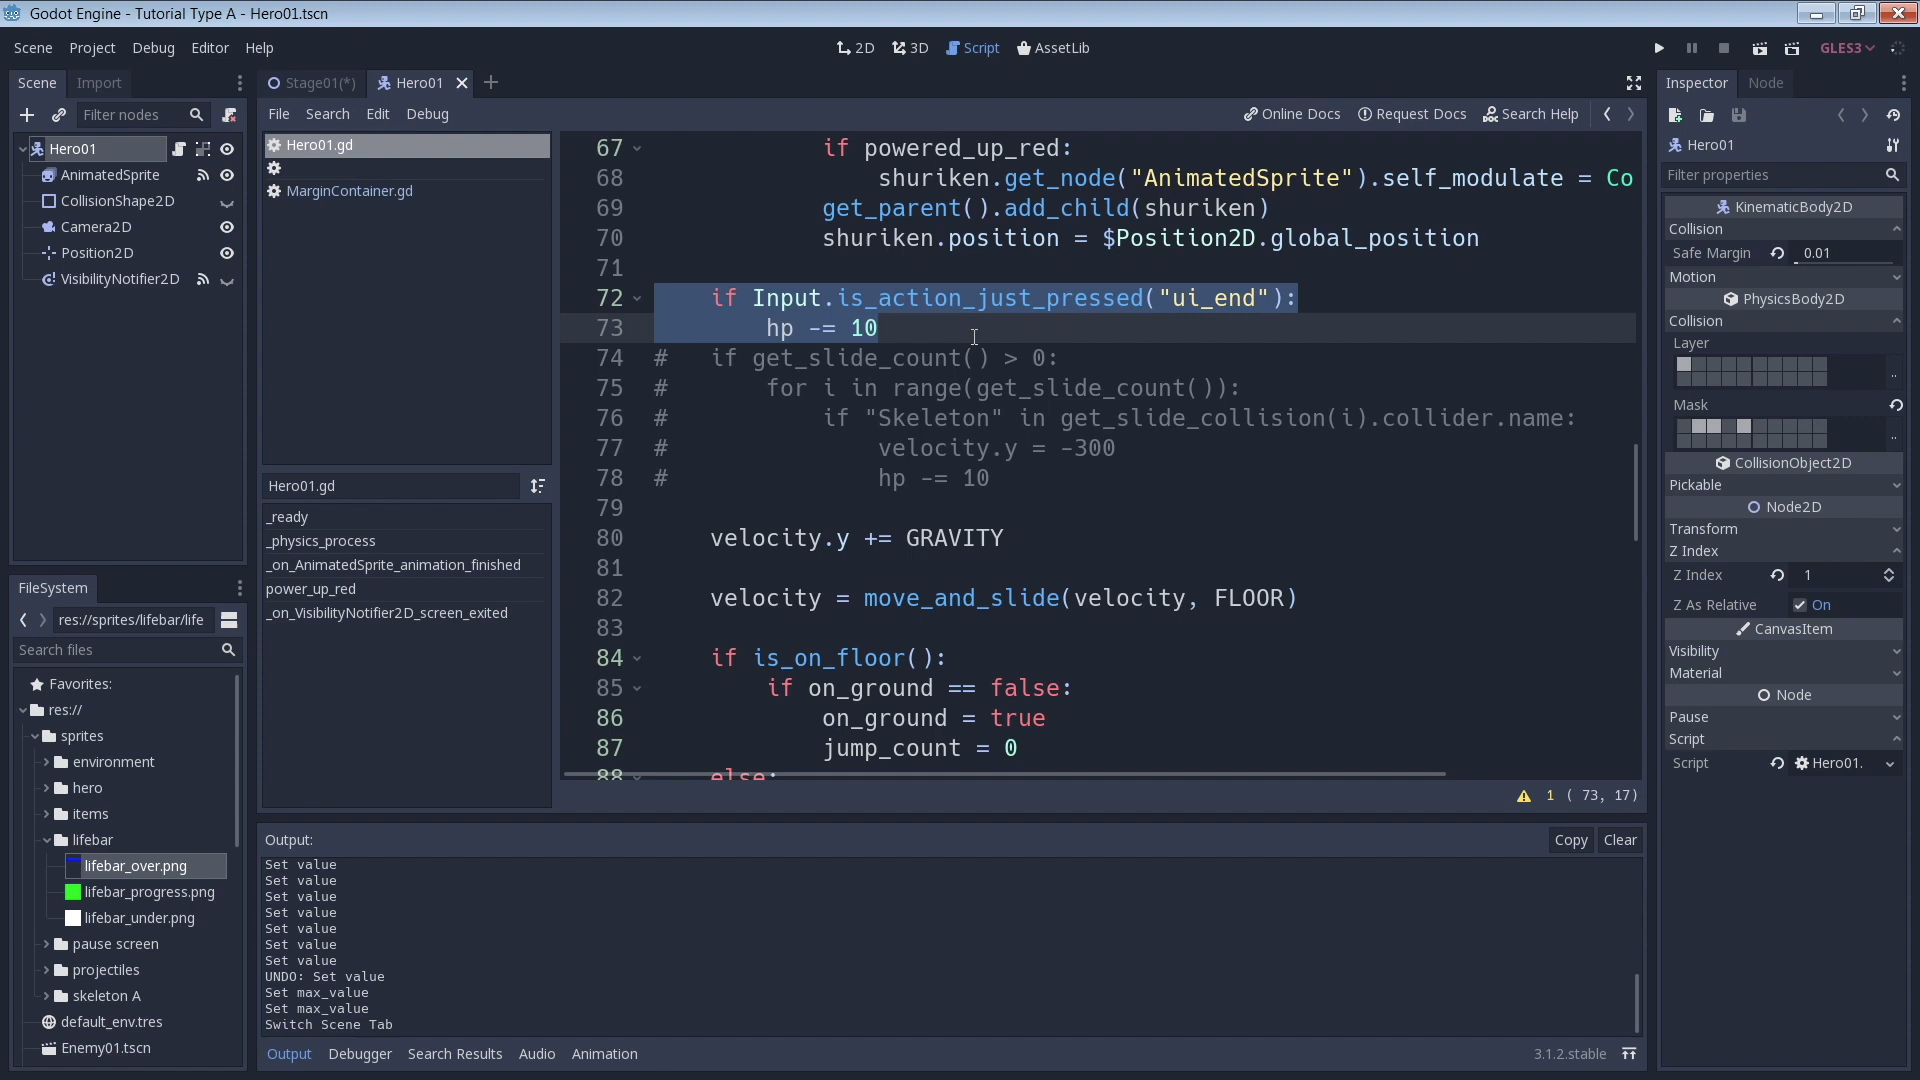 Godot Engine - Tutorial Type A - Hero01.tscn
Scene Project Debug Editor Help
2D 3D Script AssetLib
GLES3
Scene Import
Filter nodes
Hero01
AnimatedSprite
CollisionShape2D
Camera2D
Position2D
VisibilityNotifier2D
FileSystem
res://sprites/lifebar/life
Search files
Favorites:
res://
sprites
environment
hero
items
lifebar
lifebar_over.png
lifebar_progress.png
lifebar_under.png
pause screen
projectiles
skeleton A
default_env.tres
Enemy01.tscn
Stage01(*) Hero01
File Search Edit Debug
Online Docs Request Docs Search Help
Hero01.gd
MarginContainer.gd
Hero01.gd
_ready
_physics_process
_on_AnimatedSprite_animation_finished
power_up_red
_on_VisibilityNotifier2D_screen_exited
67 if powered_up_red:
68 shuriken.get_node("AnimatedSprite").self_modulate = Co
69 get_parent().add_child(shuriken)
70 shuriken.position = $Position2D.global_position
71
72 if Input.is_action_just_pressed("ui_end"):
73 hp -= 10
74 # if get_slide_count() > 0:
75 # for i in range(get_slide_count()):
76 # if "Skeleton" in get_slide_collision(i).collider.name:
77 # velocity.y = -300
78 # hp -= 10
79
80 velocity.y += GRAVITY
81
82 velocity = move_and_slide(velocity, FLOOR)
83
84 if is_on_floor():
85 if on_ground == false:
86 on_ground = true
87 jump_count = 0
88 else:
1 ( 73, 17)
Output:
Copy Clear
Set value
Set value
Set value
Set value
Set value
Set value
Set value
UNDO: Set value
Set max_value
Set max_value
Switch Scene Tab
Output Debugger Search Results Audio Animation
3.1.2.stable
Inspector Node
Hero01
Filter properties
KinematicBody2D
Collision
Safe Margin 0.01
Motion
PhysicsBody2D
Collision
Layer
..
Mask
..
CollisionObject2D
Pickable
Node2D
Transform
Z Index
Z Index 1
Z As Relative On
CanvasItem
Visibility
Material
Node
Pause
Script
Script Hero01.